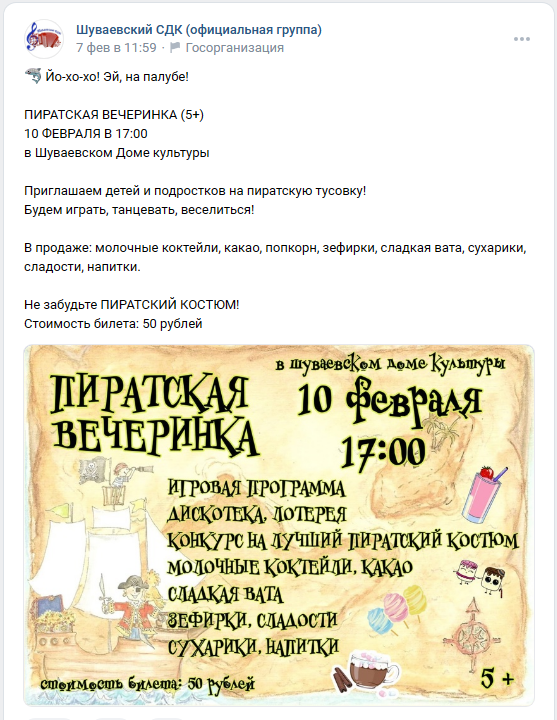 Шуваевский СДК (официальная группа)
7 фев в 11:59 · Госорганизация
Йо-хо-хо! Эй, на палубе!
ПИРАТСКАЯ ВЕЧЕРИНКА (5+)
10 ФЕВРАЛЯ В 17:00
в Шуваевском Доме культуры
Приглашаем детей и подростков на пиратскую тусовку!
Будем играть, танцевать, веселиться!
В продаже: молочные коктейли, какао, попкорн, зефирки, сладкая вата, сухарики,
сладости, напитки.
Не забудьте ПИРАТСКИЙ КОСТЮМ!
Стоимость билета: 50 рублей
в шуваевском доме культуры
ПИРАТСКАЯ
ВЕЧЕРИНКА
10 февраля
17:00
ИГРОВАЯ ПРОГРАММА
ДИСКОТЕКА, ЛОТЕРЕЯ
КОНКУРС НА ЛУЧШИЙ ПИРАТСКИЙ КОСТЮМ
МОЛОЧНЫЕ КОКТЕЙЛИ, КАКАО
СЛАДКАЯ ВАТА
ЗЕФИРКИ, СЛАДОСТИ
СУХАРИКИ, НАПИТКИ
стоимость билета: 50 рублей
5 +